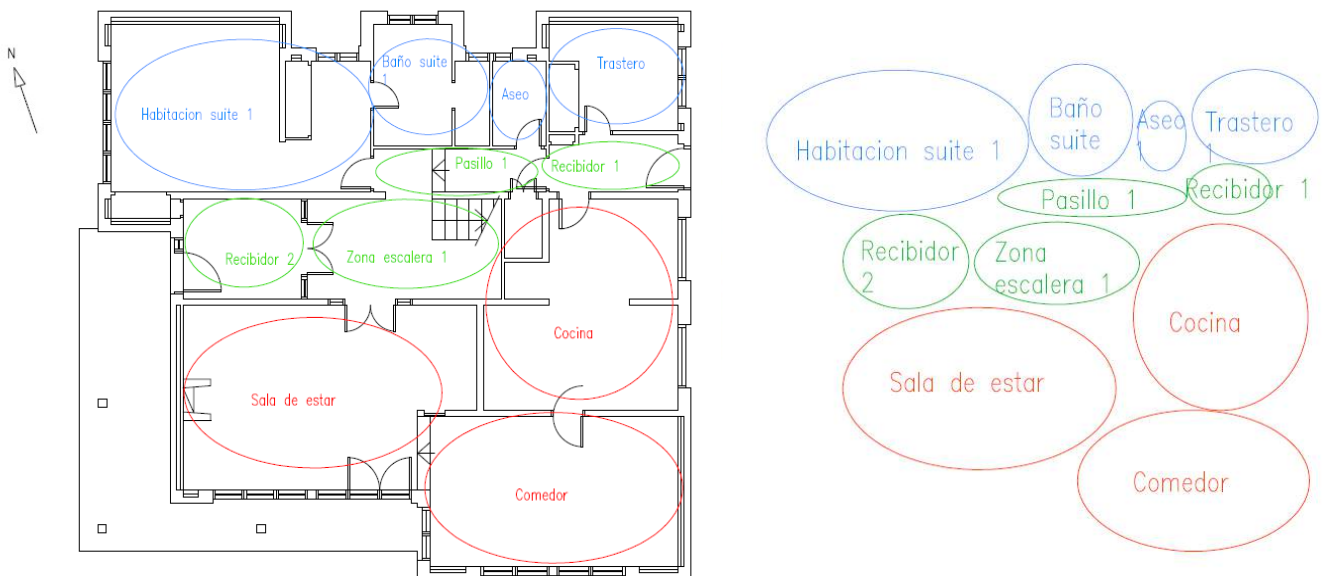 N
Habitacion suite 1
Baño suite
1
Aseo
Trastero
Pasillo 1
Recibidor 1
Recibidor 2
Zona escalera 1
Cocina
Sala de estar
Comedor
Habitacion suite 1
Baño
suite
Aseo
1
Trastero
1
Pasillo 1
Recibidor 1
Recibidor
2
Zona
escalera 1
Cocina
Sala de estar
Comedor